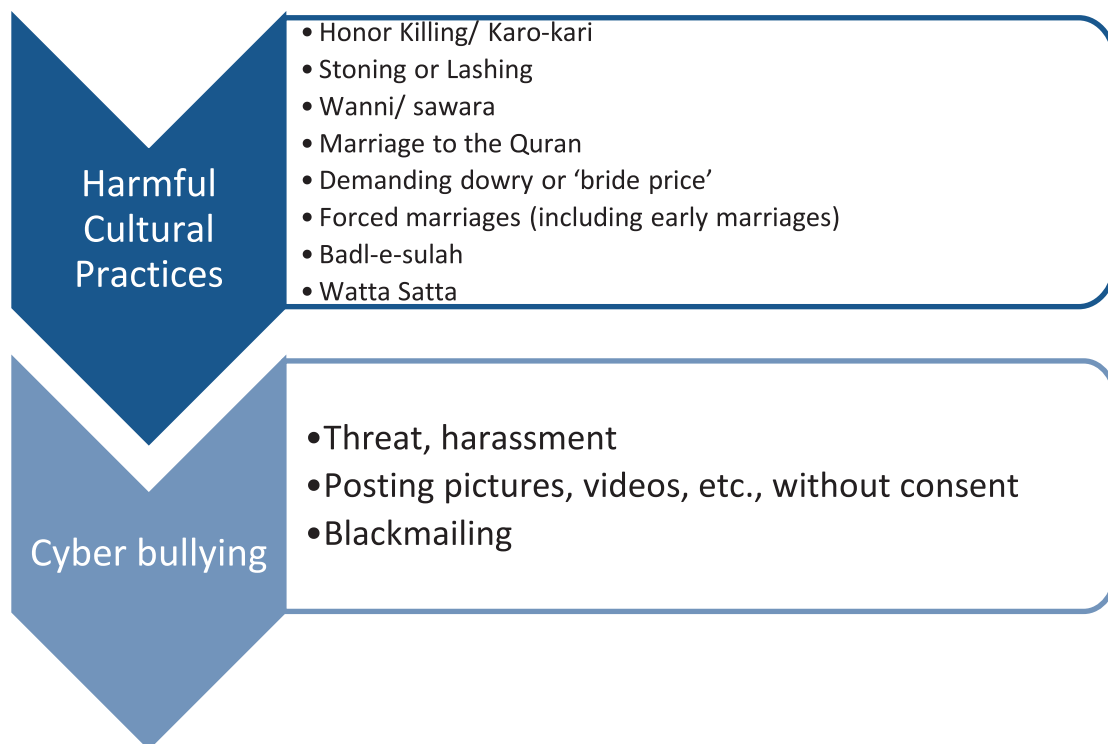 Harmful
Cultural
Practices
• Honor Killing/ Karo-kari
• Stoning or Lashing
• Wanni/ sawara
• Marriage to the Quran
• Demanding dowry or ‘bride price’
• Forced marriages (including early marriages)
• Badl-e-sulah
• Watta Satta
Cyber bullying
•Threat, harassment
•Posting pictures, videos, etc., without consent
•Blackmailing